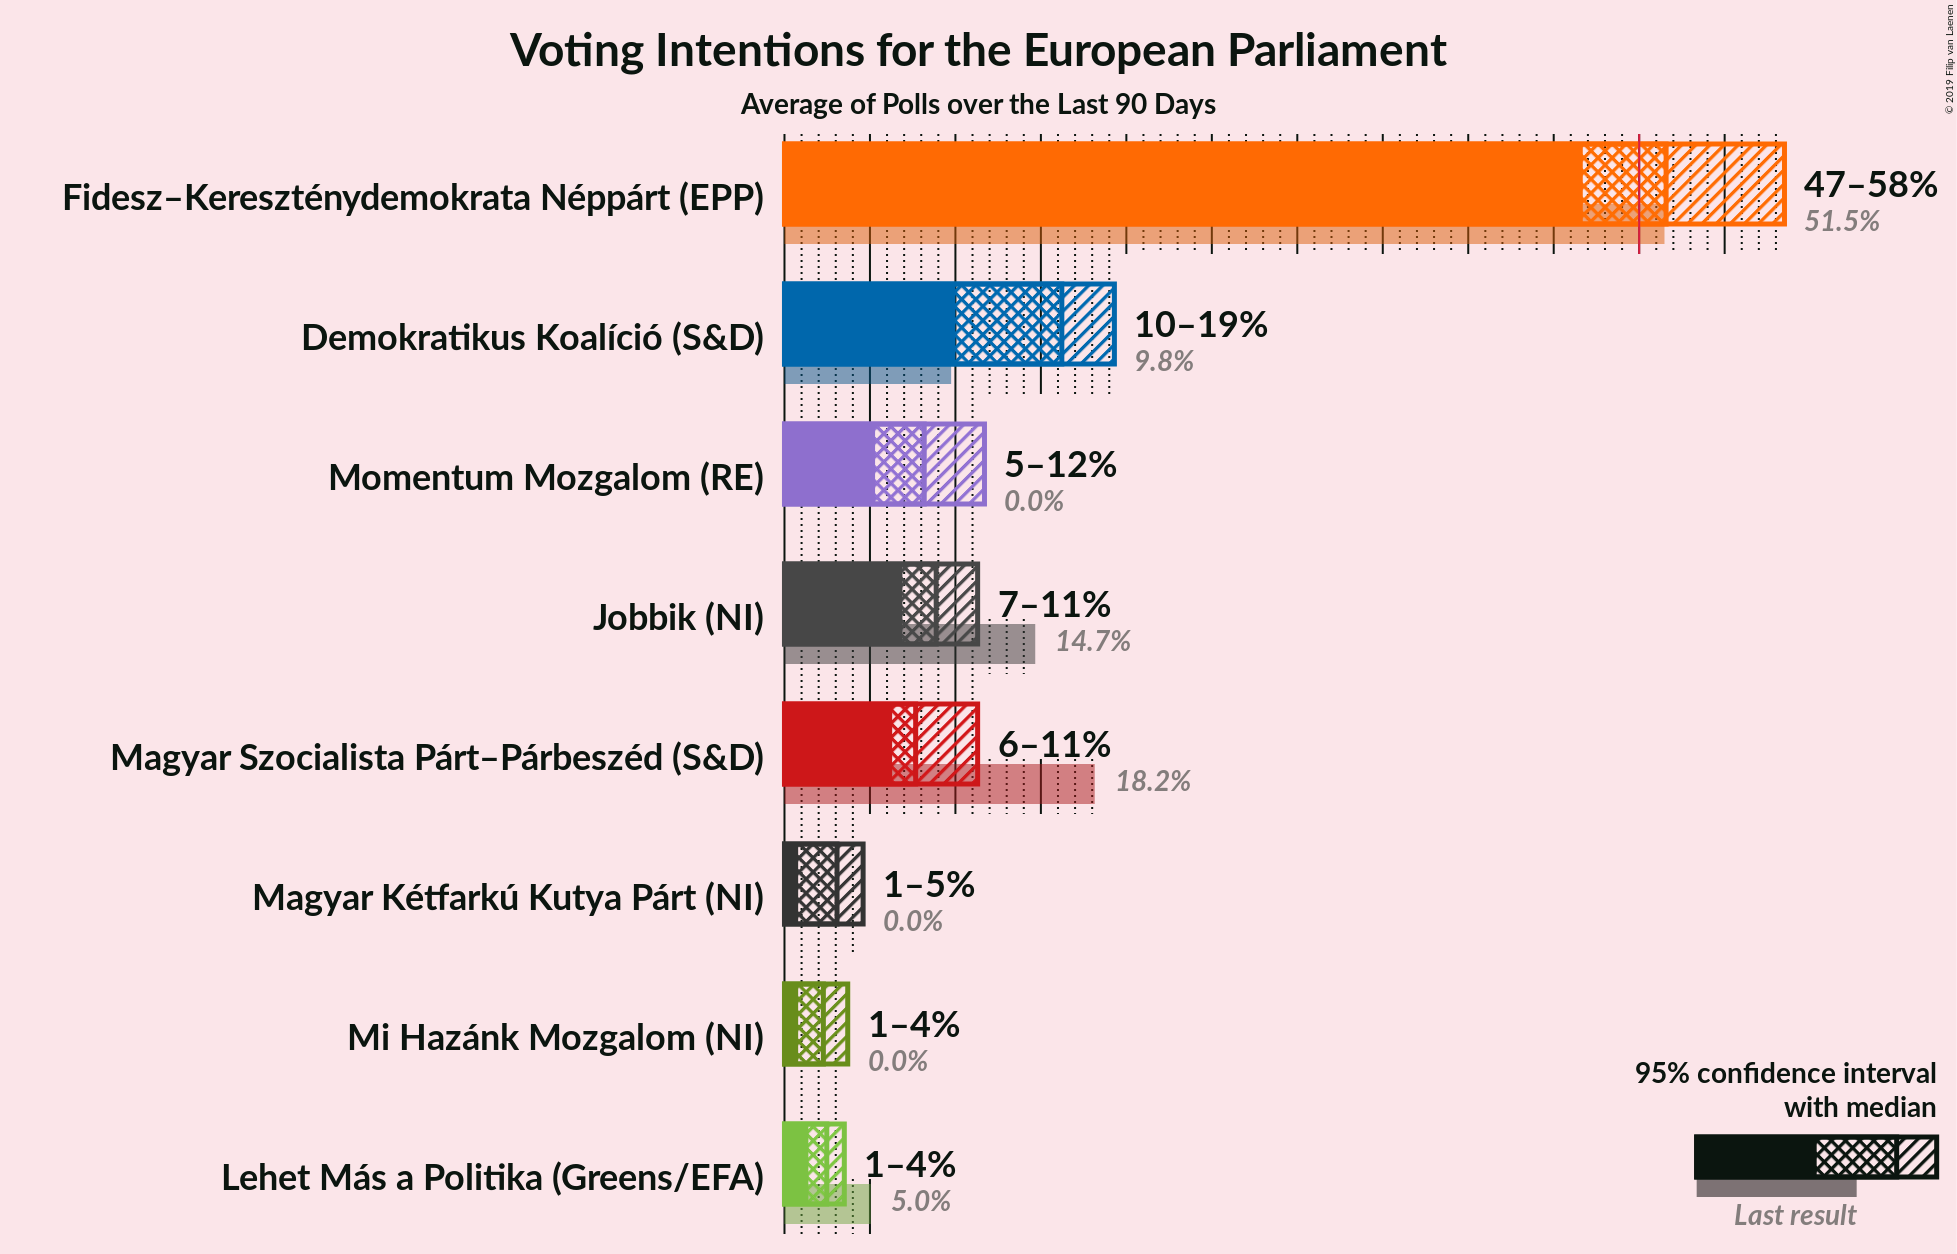 Voting Intentions for the European Parliament
Average of Polls over the Last 90 Days
© 2019 Filip van Laenen
Fidesz–Kereszténydemokrata Néppárt (EPP)
47–58%
51.5%
Demokratikus Koalíció (S&D)
10–19%
9.8%
Momentum Mozgalom (RE)
5–12%
0.0%
Jobbik (NI)
7–11%
14.7%
Magyar Szocialista Párt–Párbeszéd (S&D)
6–11%
18.2%
Magyar Kétfarkú Kutya Párt (NI)
1–5%
0.0%
Mi Hazánk Mozgalom (NI)
1–4%
0.0%
Lehet Más a Politika (Greens/EFA)
1–4%
5.0%
95% confidence interval
with median
Last result